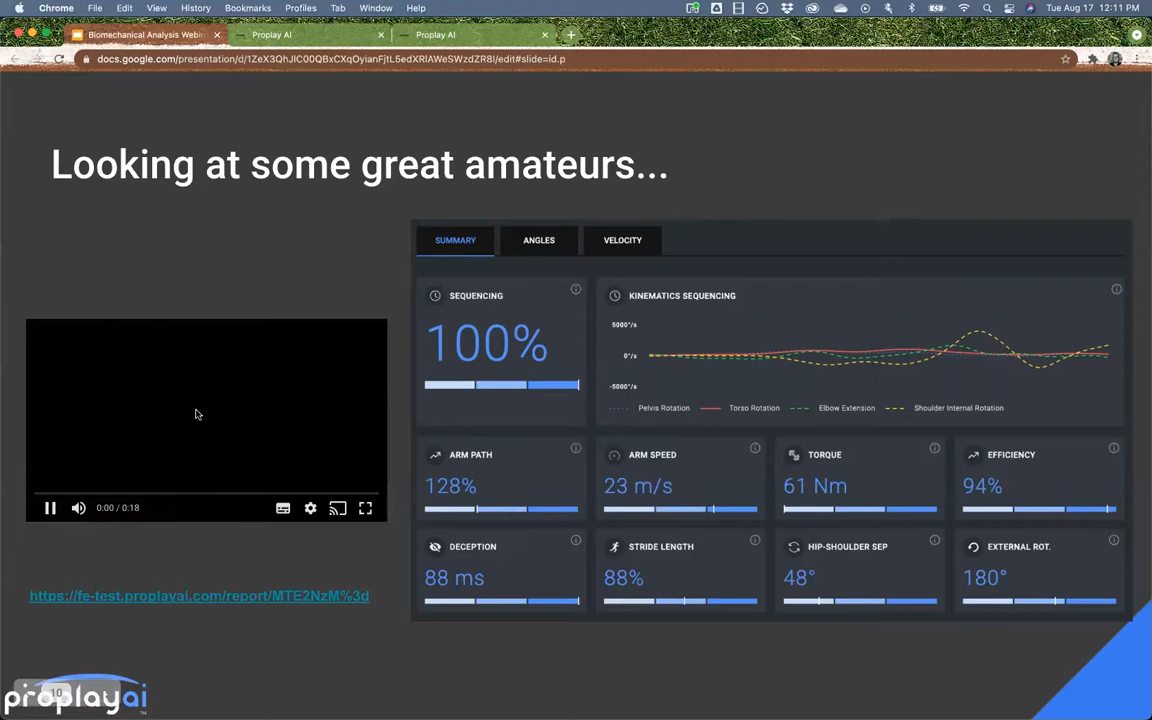 Chrome File Edit View History Bookmarks Profiles Tab Window Help Tue Aug 17 12:11 PM
Biomechanical Analysis Webin Proplay AI Proplay AI
docs.google.com/presentation/d/1ZeX3QhJIC00QBxCXqOyianFjtL5edXRIAWeSWzdZR8I/edit#slide=id.p
Looking at some great amateurs...
SUMMARY ANGLES VELOCITY
SEQUENCING
100%
KINEMATICS SEQUENCING
5000°/s
0°/s
-5000°/s
Pelvis Rotation Torso Rotation Elbow Extension Shoulder Internal Rotation
ARM PATH
128%
ARM SPEED
23 m/s
TORQUE
61 Nm
EFFICIENCY
94%
0:00 / 0:18
DECEPTION
88 ms
STRIDE LENGTH
88%
HIP-SHOULDER SEP
48°
EXTERNAL ROT.
180°
https://fe-test.proplayai.com/report/MTE2NzM%3d
10
proplayai